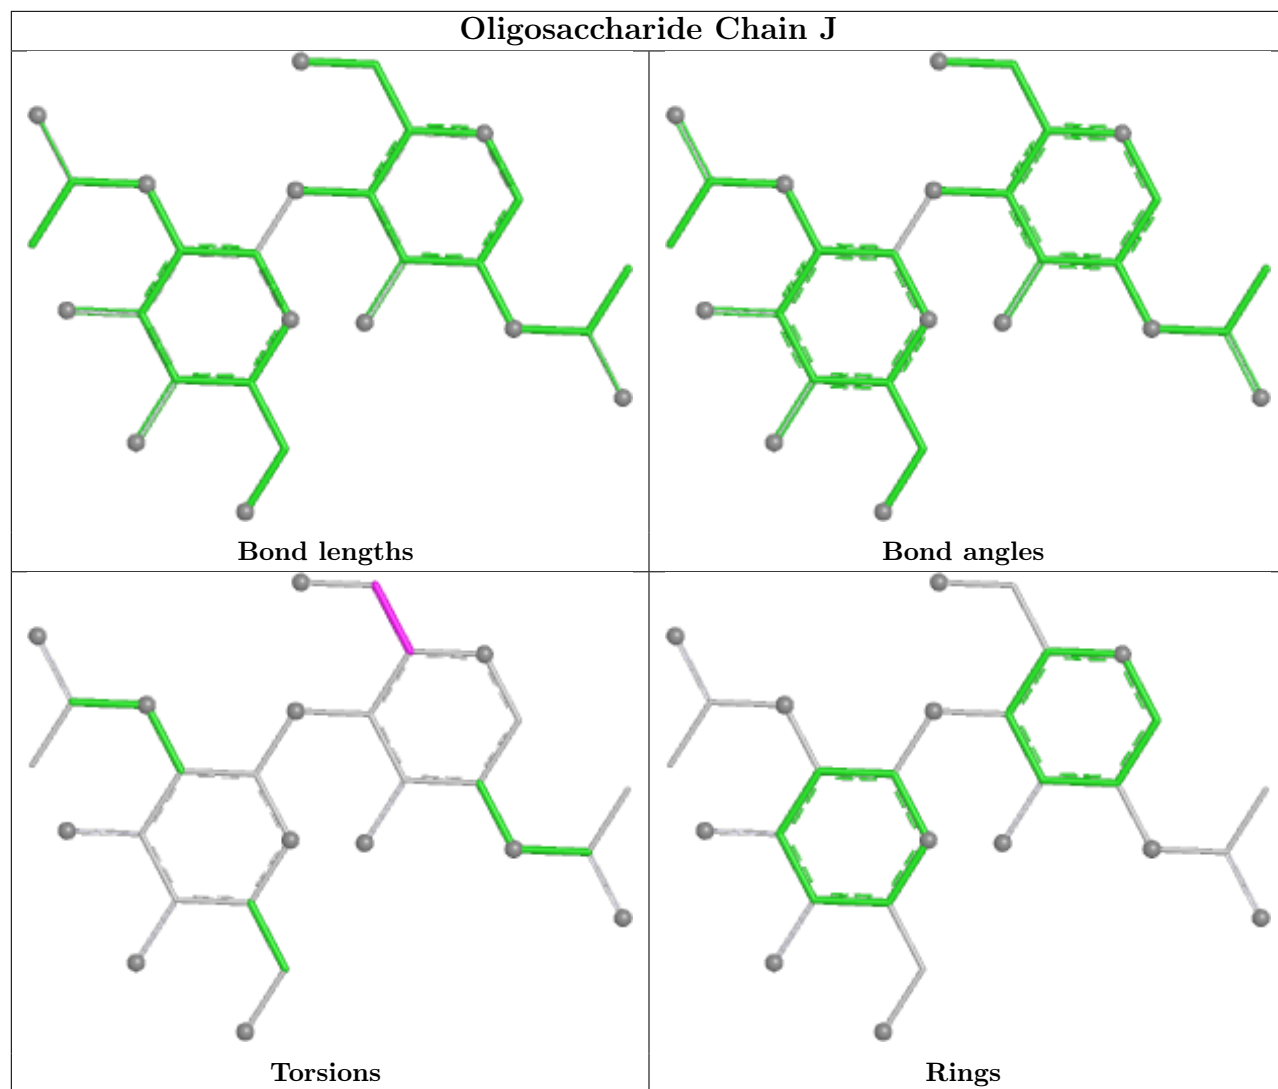 Oligosaccharide Chain J
Bond lengths
Bond angles
Torsions
Rings